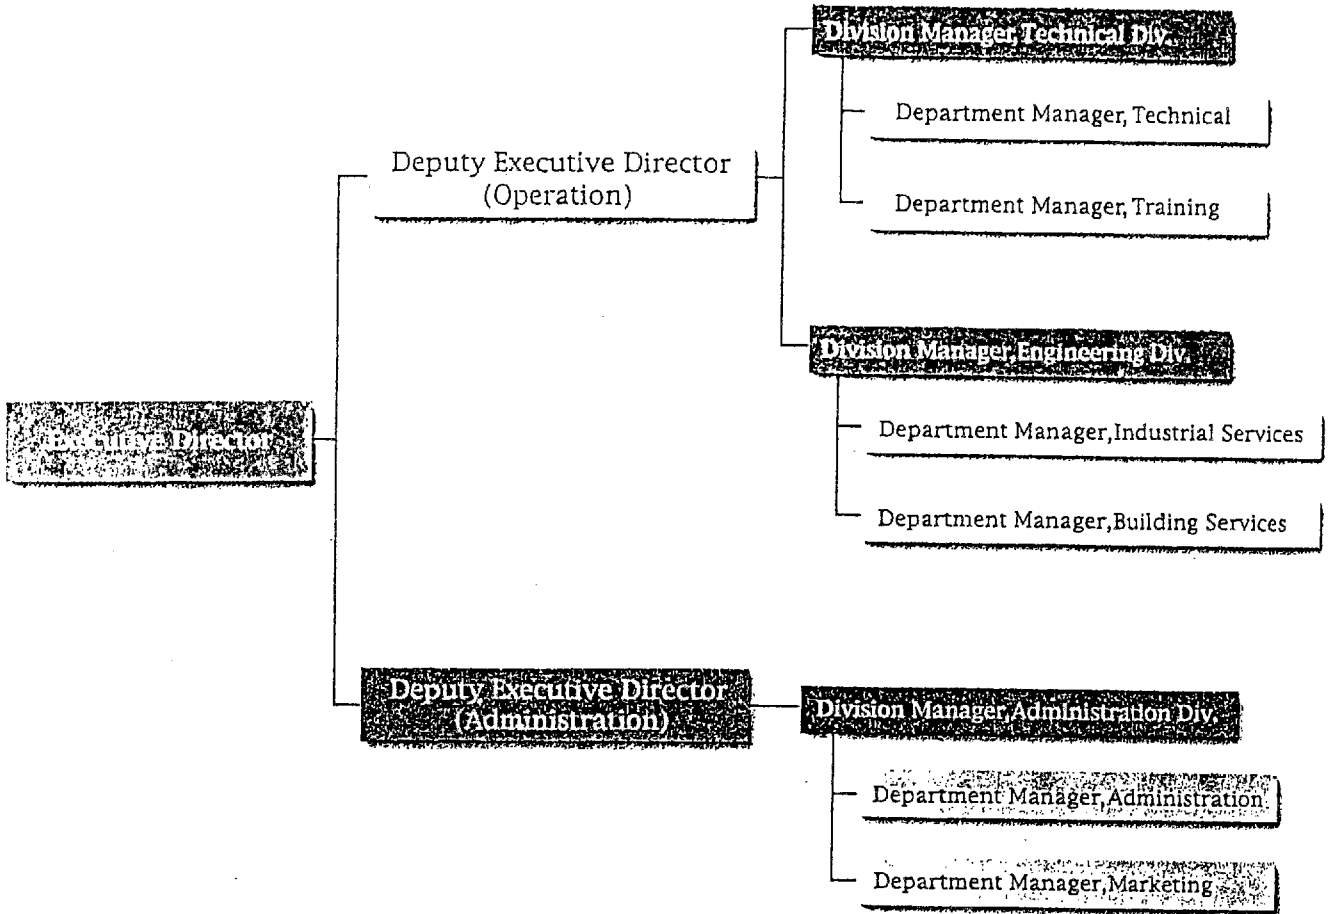 Division Manager, Technical Div.
Department Manager, Technical
Deputy Executive Director
(Operation)
Department Manager, Training
Division Manager, Engineering Div.
Executive Director
Department Manager, Industrial Services
Department Manager, Building Services
Deputy Executive Director
(Administration)
Division Manager, Administration Div.
Department Manager, Administration
Department Manager, Marketing